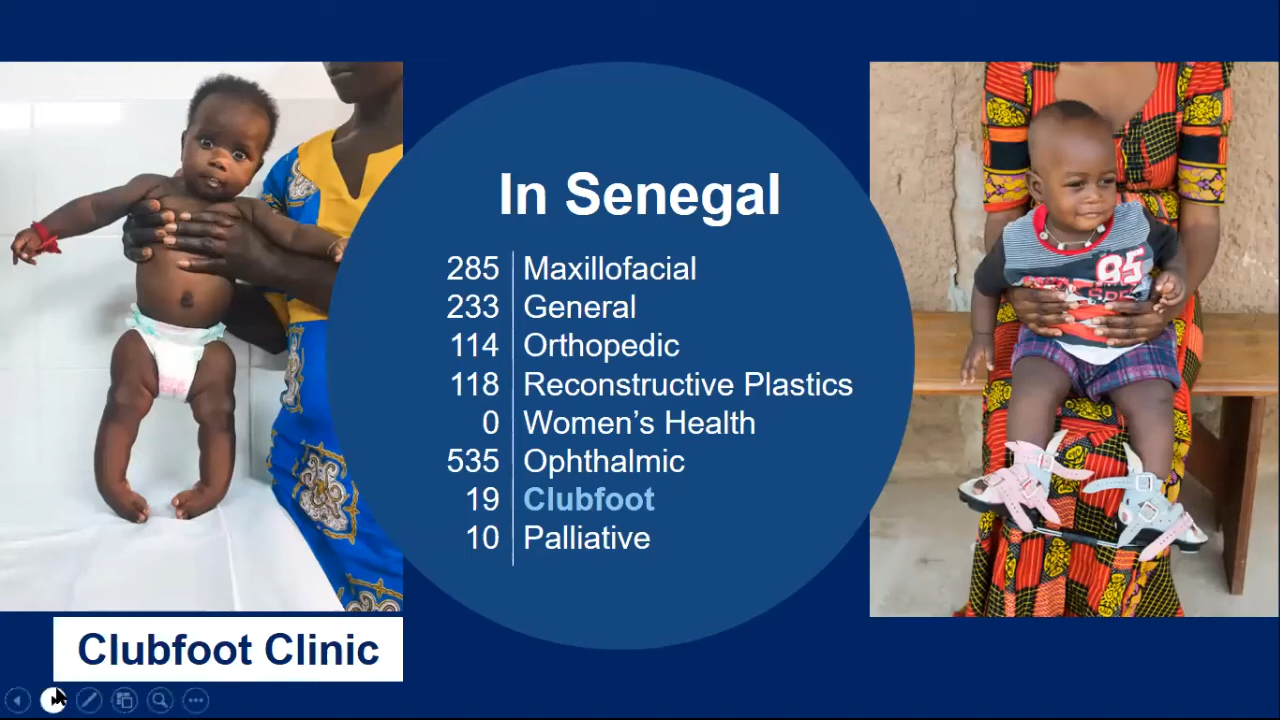 In Senegal
285 Maxillofacial
233 General
114 Orthopedic
118 Reconstructive Plastics
0 Women’s Health
535 Ophthalmic
19 Clubfoot
10 Palliative
85
Clubfoot Clinic